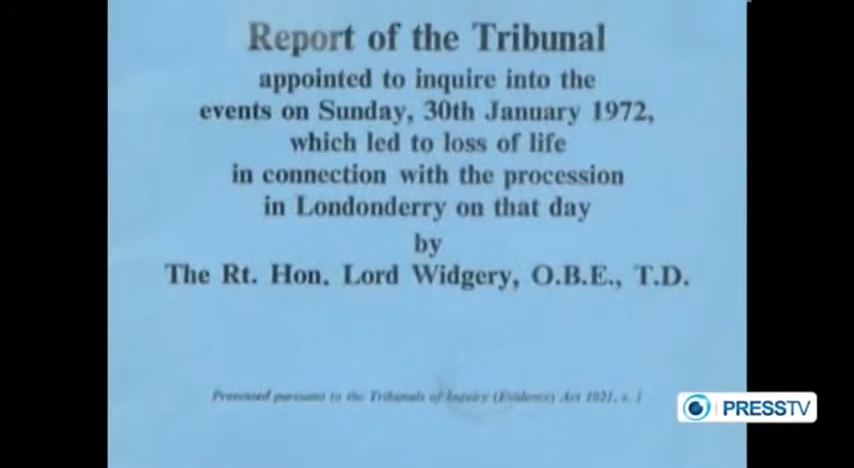 Report of the Tribunal
appointed to inquire into the
events on Sunday, 30th January 1972,
which led to loss of life
in connection with the procession
in Londonderry on that day
by
The Rt. Hon. Lord Widgery, O.B.E., T.D.
Presented pursuant to the Tribunals of Inquiry (Evidence) Act 1921, s. 1
PRESSTV